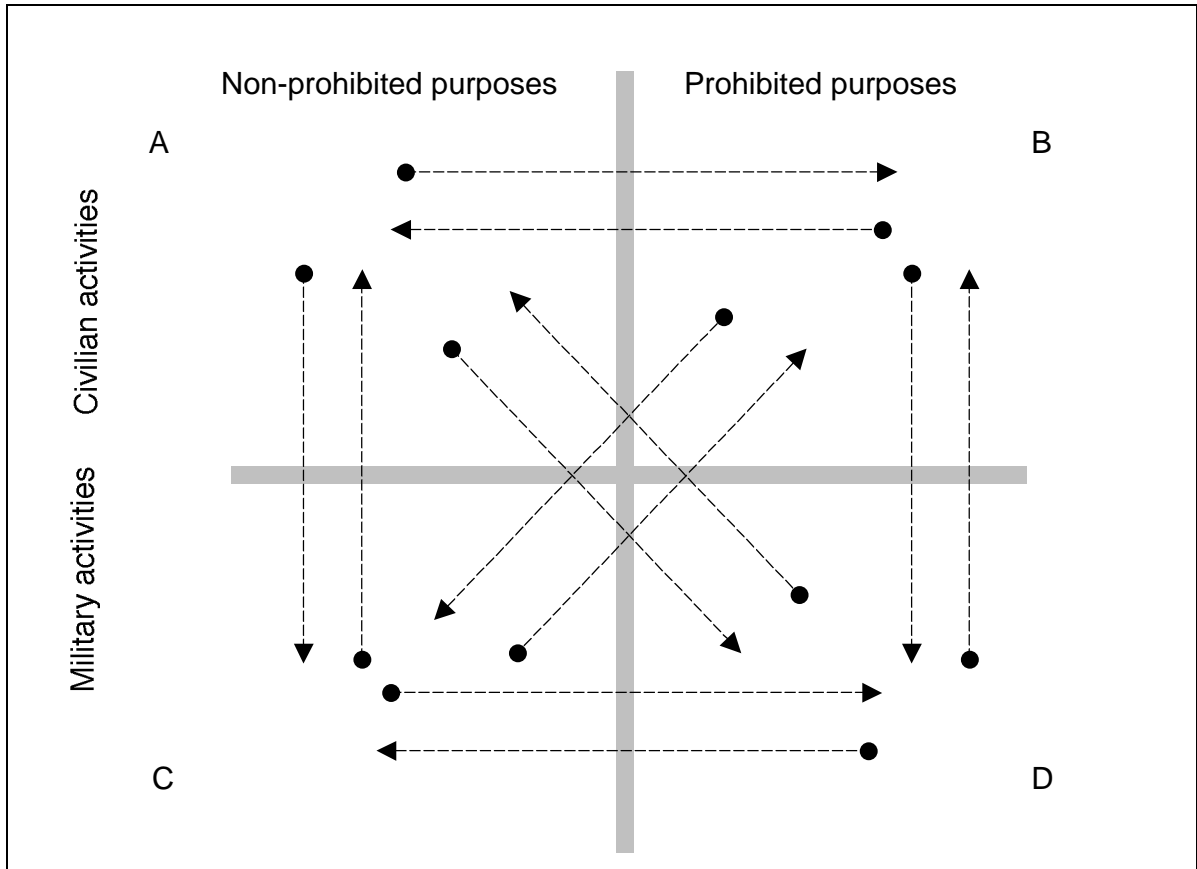 Non-prohibited purposes
Prohibited purposes
A
B
Civilian activities
Military activities
C
D